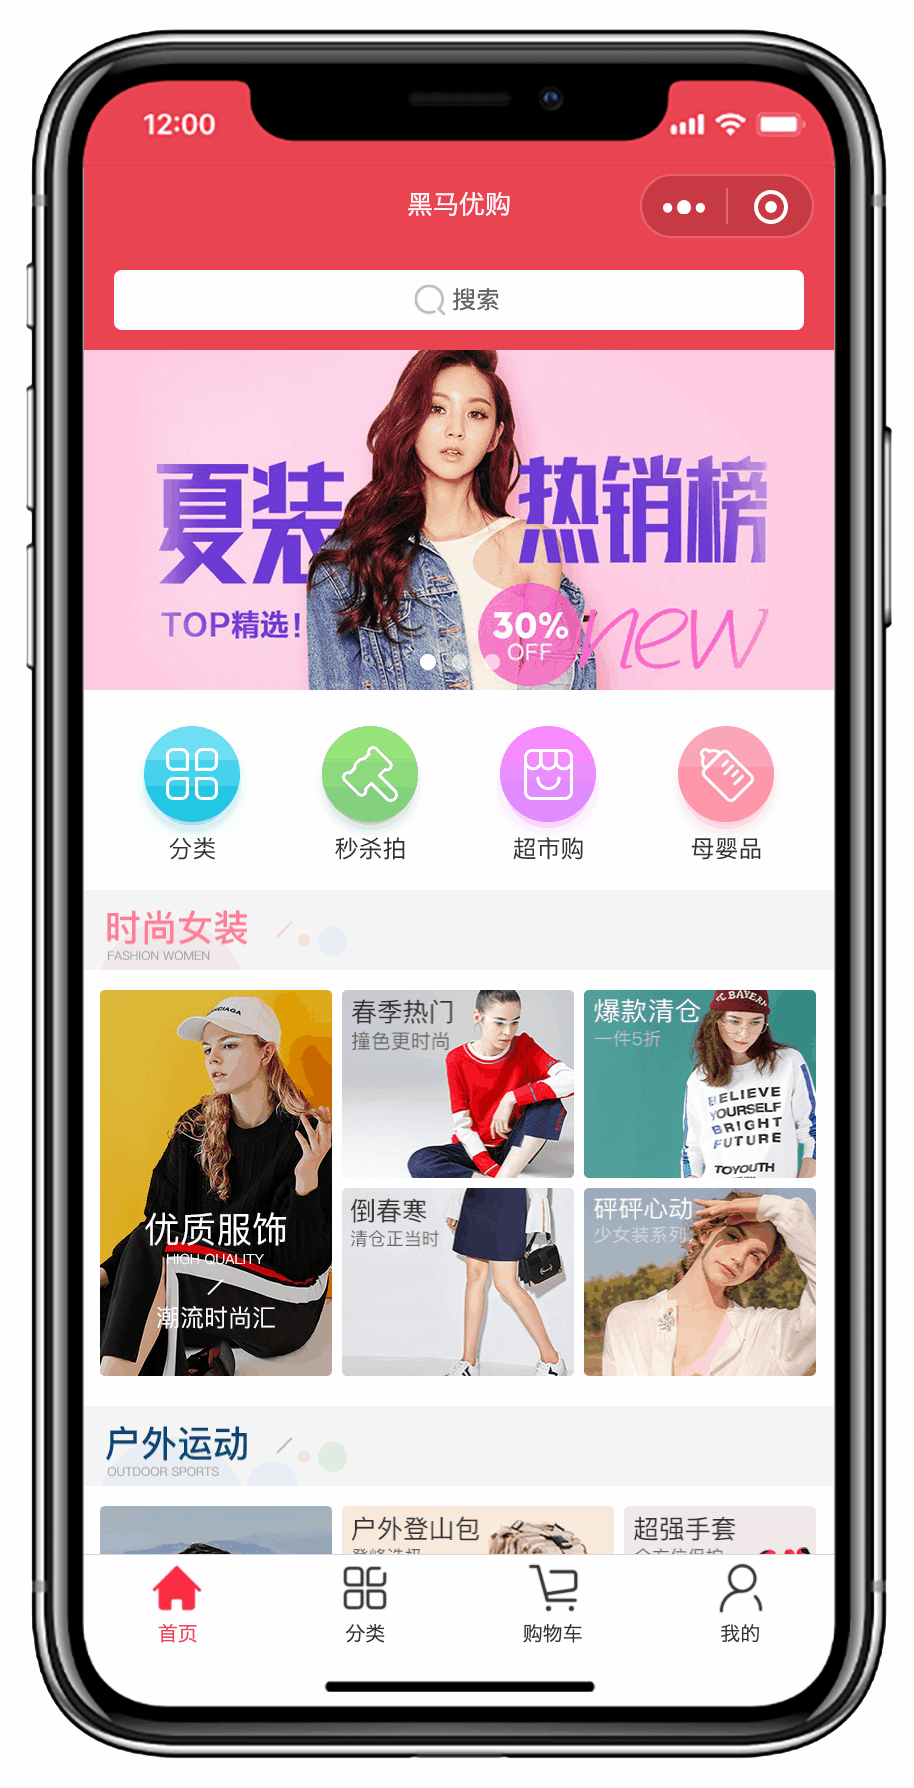 12:00
黑马优购
搜索
夏装
热销榜
TOP精选!
30%
OFF
new
分类
秒杀拍
超市购
母婴品
时尚女装
FASHION WOMEN
优质服饰
HIGH QUALITY
潮流时尚汇
春季热门
撞色更时尚
爆款清仓
一件5折
BELIEVE
YOURSELF
BRIGHT
FUTURE
TOYOUTH
倒春寒
清仓正当时
砰砰心动
少女装系列
户外运动
OUTDOOR SPORTS
户外登山包
超强手套
首页
分类
购物车
我的